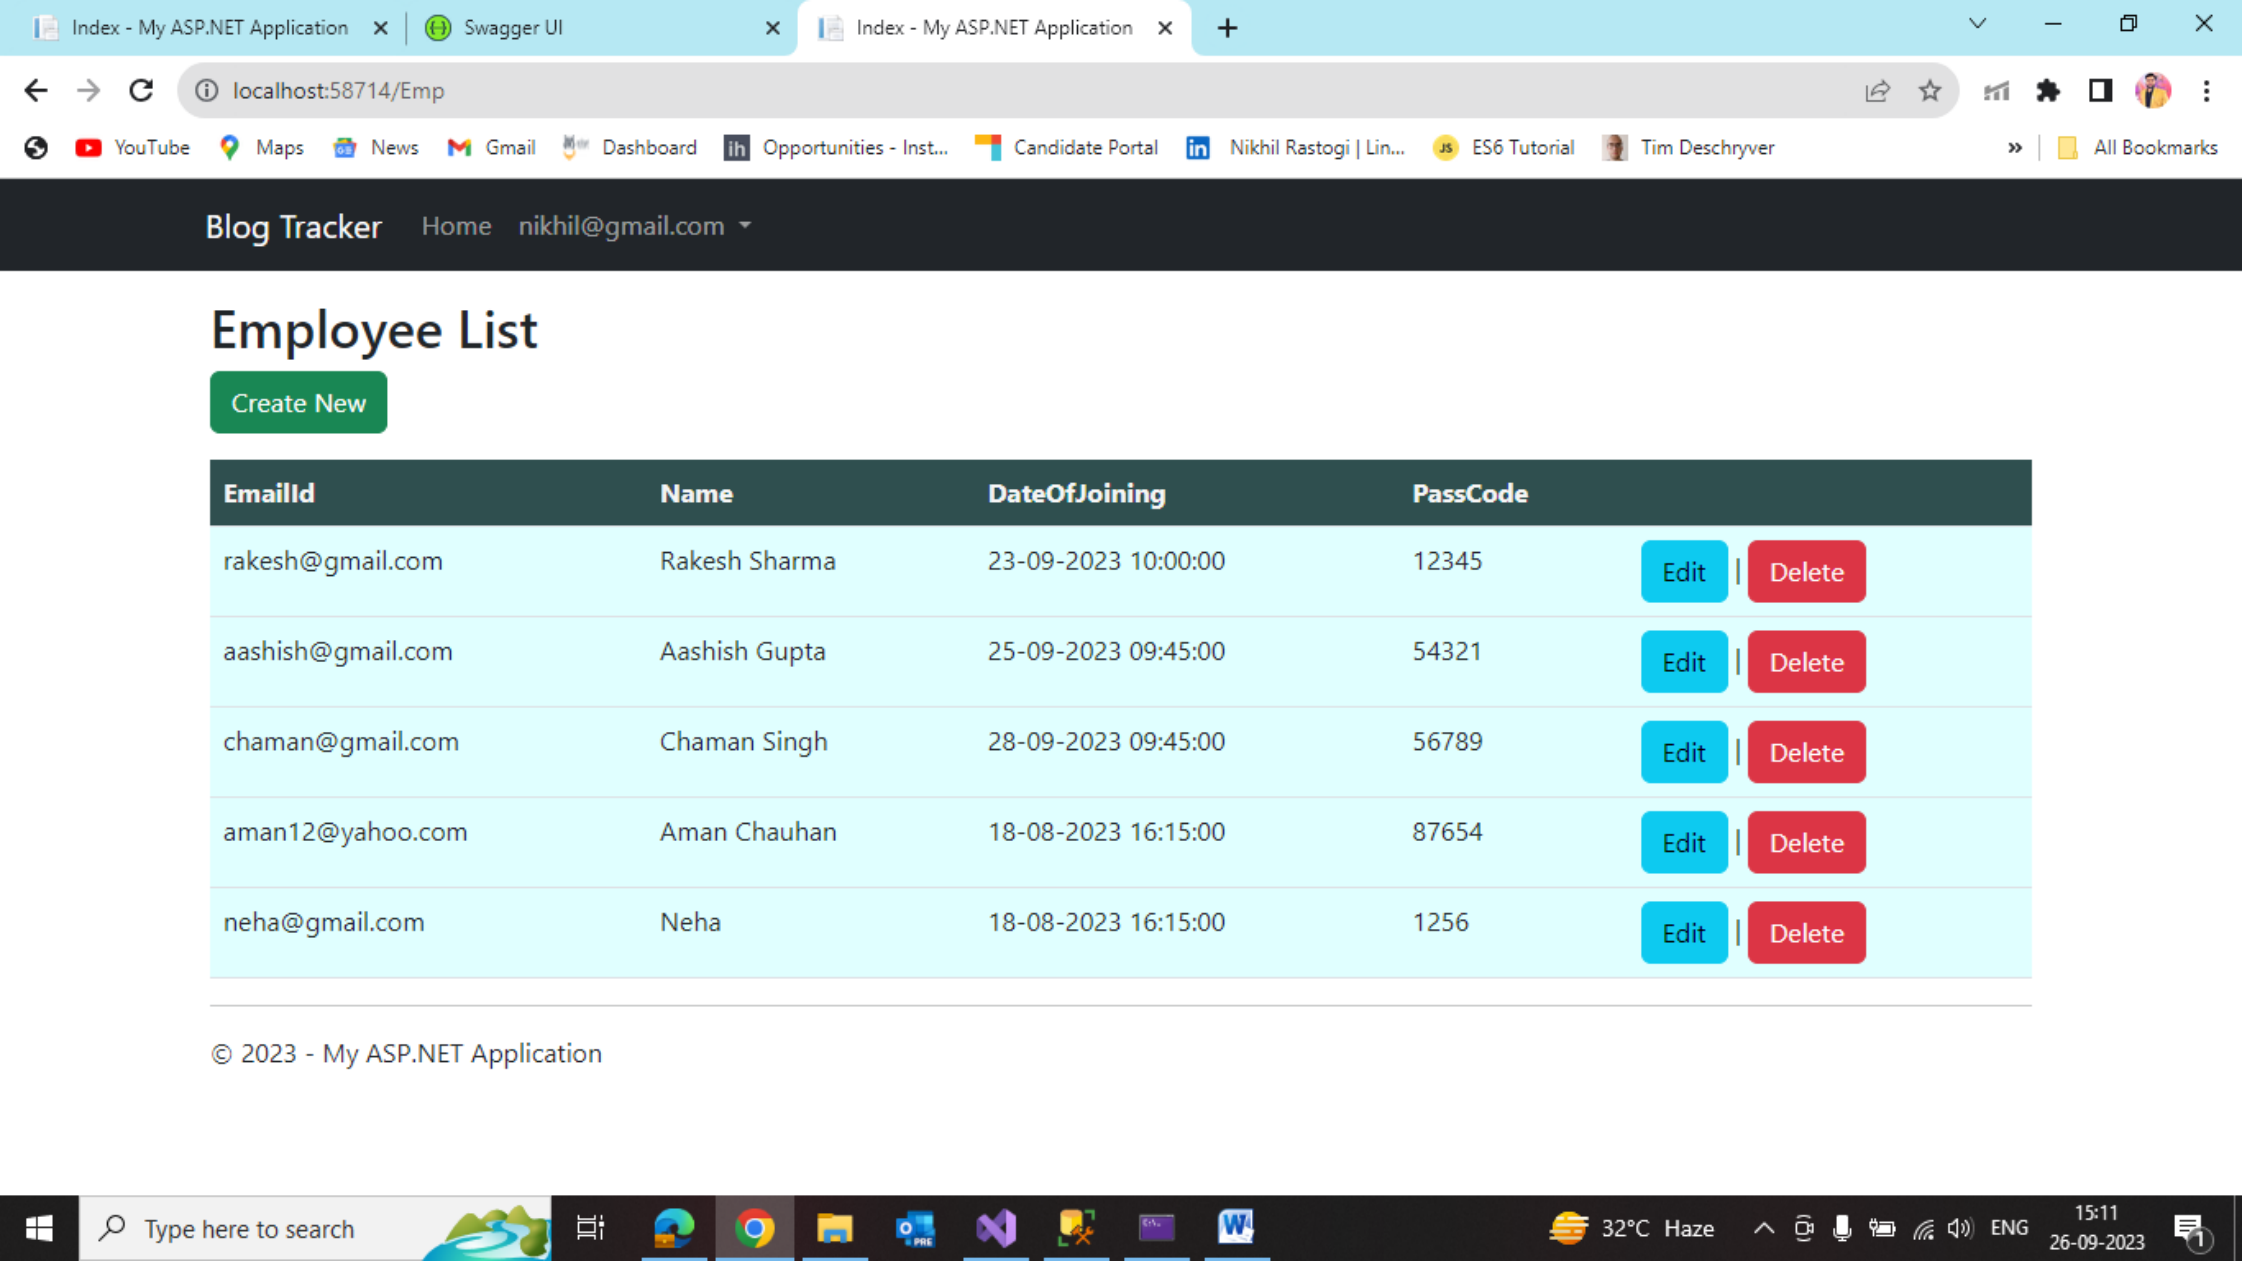 Index - My ASP.NET Application Swagger UI Index - My ASP.NET Application
localhost:58714/Emp
YouTube Maps News Gmail Dashboard ih Opportunities - Inst... Candidate Portal in Nikhil Rastogi | Lin... JS ES6 Tutorial Tim Deschryver » All Bookmarks
Blog Tracker Home nikhil@gmail.com
Employee List
Create New
EmailId Name DateOfJoining PassCode
rakesh@gmail.com Rakesh Sharma 23-09-2023 10:00:00 12345 Edit | Delete
aashish@gmail.com Aashish Gupta 25-09-2023 09:45:00 54321 Edit | Delete
chaman@gmail.com Chaman Singh 28-09-2023 09:45:00 56789 Edit | Delete
aman12@yahoo.com Aman Chauhan 18-08-2023 16:15:00 87654 Edit | Delete
neha@gmail.com Neha 18-08-2023 16:15:00 1256 Edit | Delete
© 2023 - My ASP.NET Application
Type here to search PRE W 32°C Haze ENG 15:11
26-09-2023 1